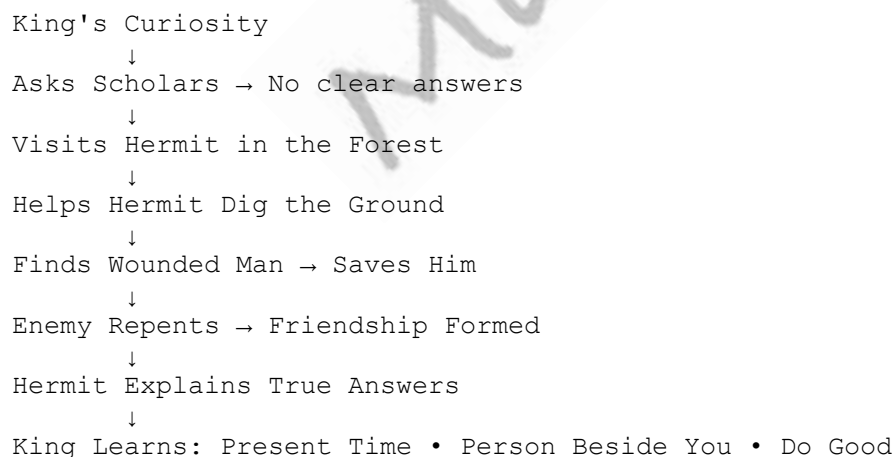 King's Curiosity
↓
Asks Scholars → No clear answers
↓
Visits Hermit in the Forest
↓
Helps Hermit Dig the Ground
↓
Finds Wounded Man → Saves Him
↓
Enemy Repents → Friendship Formed
↓
Hermit Explains True Answers
↓
King Learns: Present Time • Person Beside You • Do Good